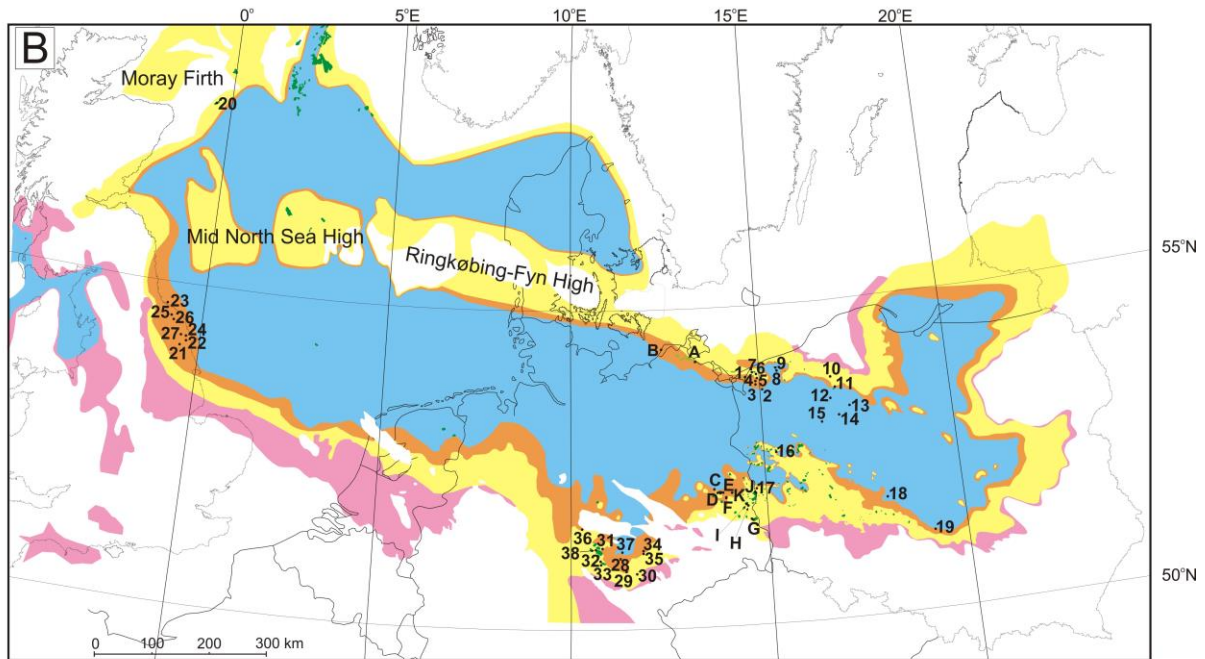 0° 5°E 10°E 15°E 20°E
B
Moray Firth
20
Mid North Seá High
Ringkøbing-Fyn High
55°N
23
25 26
24
27 22
21
B A
7 6 9
1 4 5 8
3 2
10
11
12 13
15 14
16
C E J 17
D K
F
G
I H
18
19
36 31 37 34
38 35
32 28
33 29 30
50°N
0 100 200 300 km